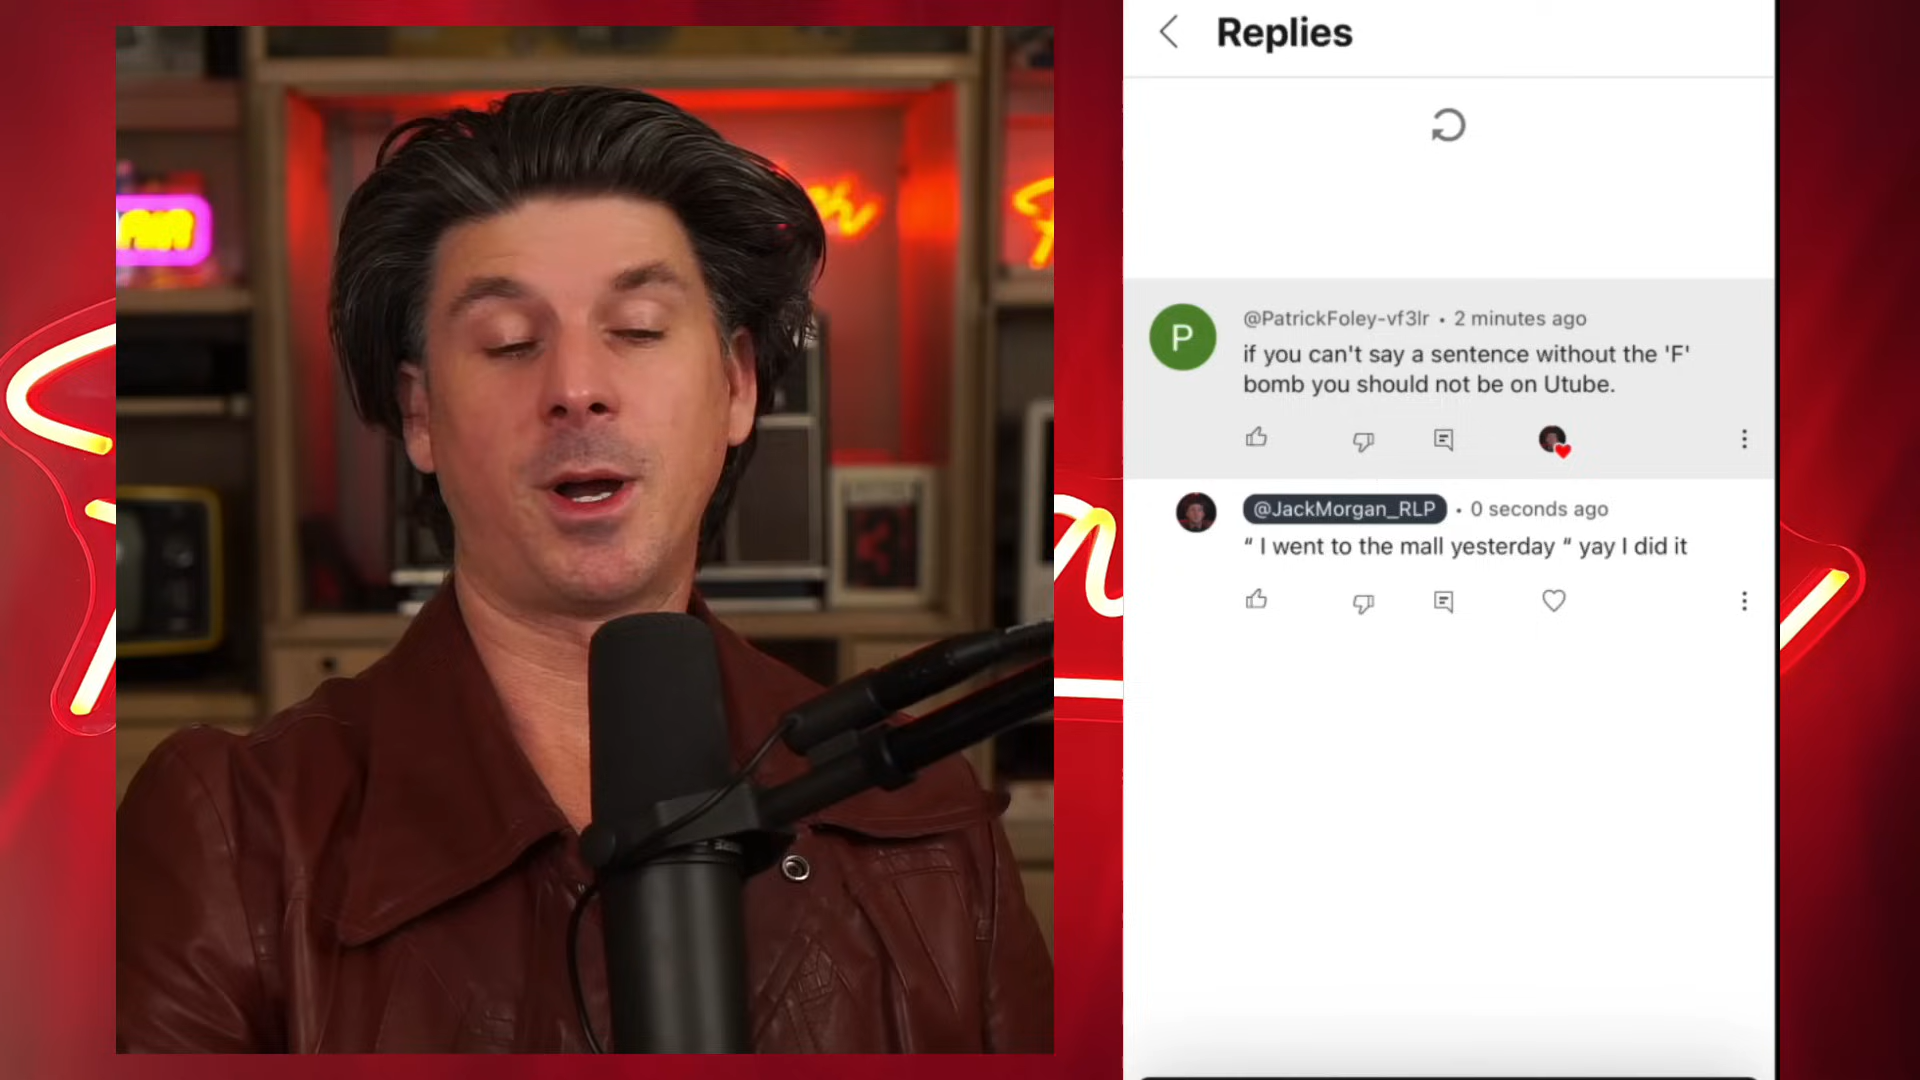 Replies
@PatrickFoley-vf3lr • 2 minutes ago
if you can't say a sentence without the 'F'
bomb you should not be on Utube.
@JackMorgan_RLP • 0 seconds ago
“ I went to the mall yesterday “ yay I did it